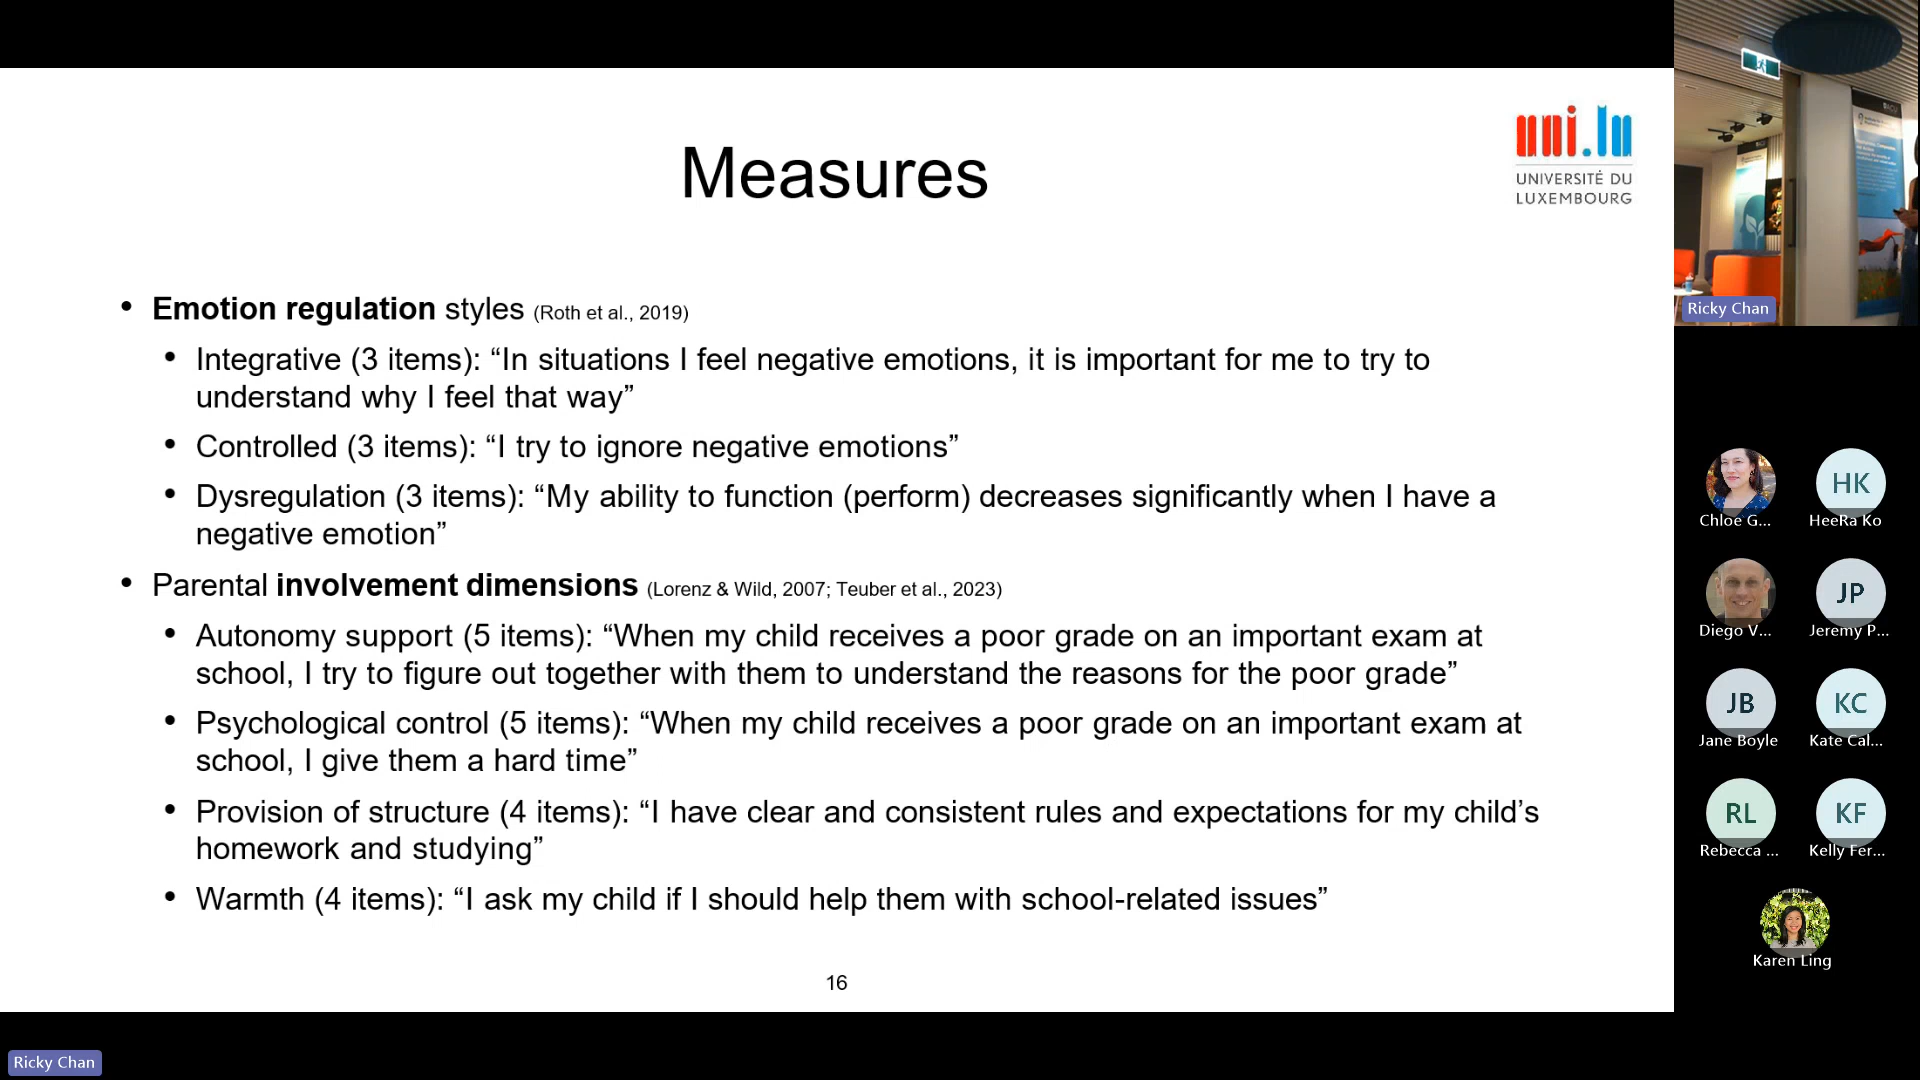 Measures
uni.lu
UNIVERSITÉ DU
LUXEMBOURG
• Emotion regulation styles (Roth et al., 2019)
• Integrative (3 items): “In situations I feel negative emotions, it is important for me to try to
understand why I feel that way”
• Controlled (3 items): “I try to ignore negative emotions”
• Dysregulation (3 items): “My ability to function (perform) decreases significantly when I have a
negative emotion”
• Parental involvement dimensions (Lorenz & Wild, 2007; Teuber et al., 2023)
• Autonomy support (5 items): “When my child receives a poor grade on an important exam at
school, I try to figure out together with them to understand the reasons for the poor grade”
• Psychological control (5 items): “When my child receives a poor grade on an important exam at
school, I give them a hard time”
• Provision of structure (4 items): “I have clear and consistent rules and expectations for my child’s
homework and studying”
• Warmth (4 items): “I ask my child if I should help them with school-related issues”
16
Ricky Chan
Ricky Chan
Chloe G...
HK
HeeRa Ko
Diego V...
JP
Jeremy P...
JB
Jane Boyle
KC
Kate Cal...
RL
Rebecca ...
KF
Kelly Fer...
Karen Ling